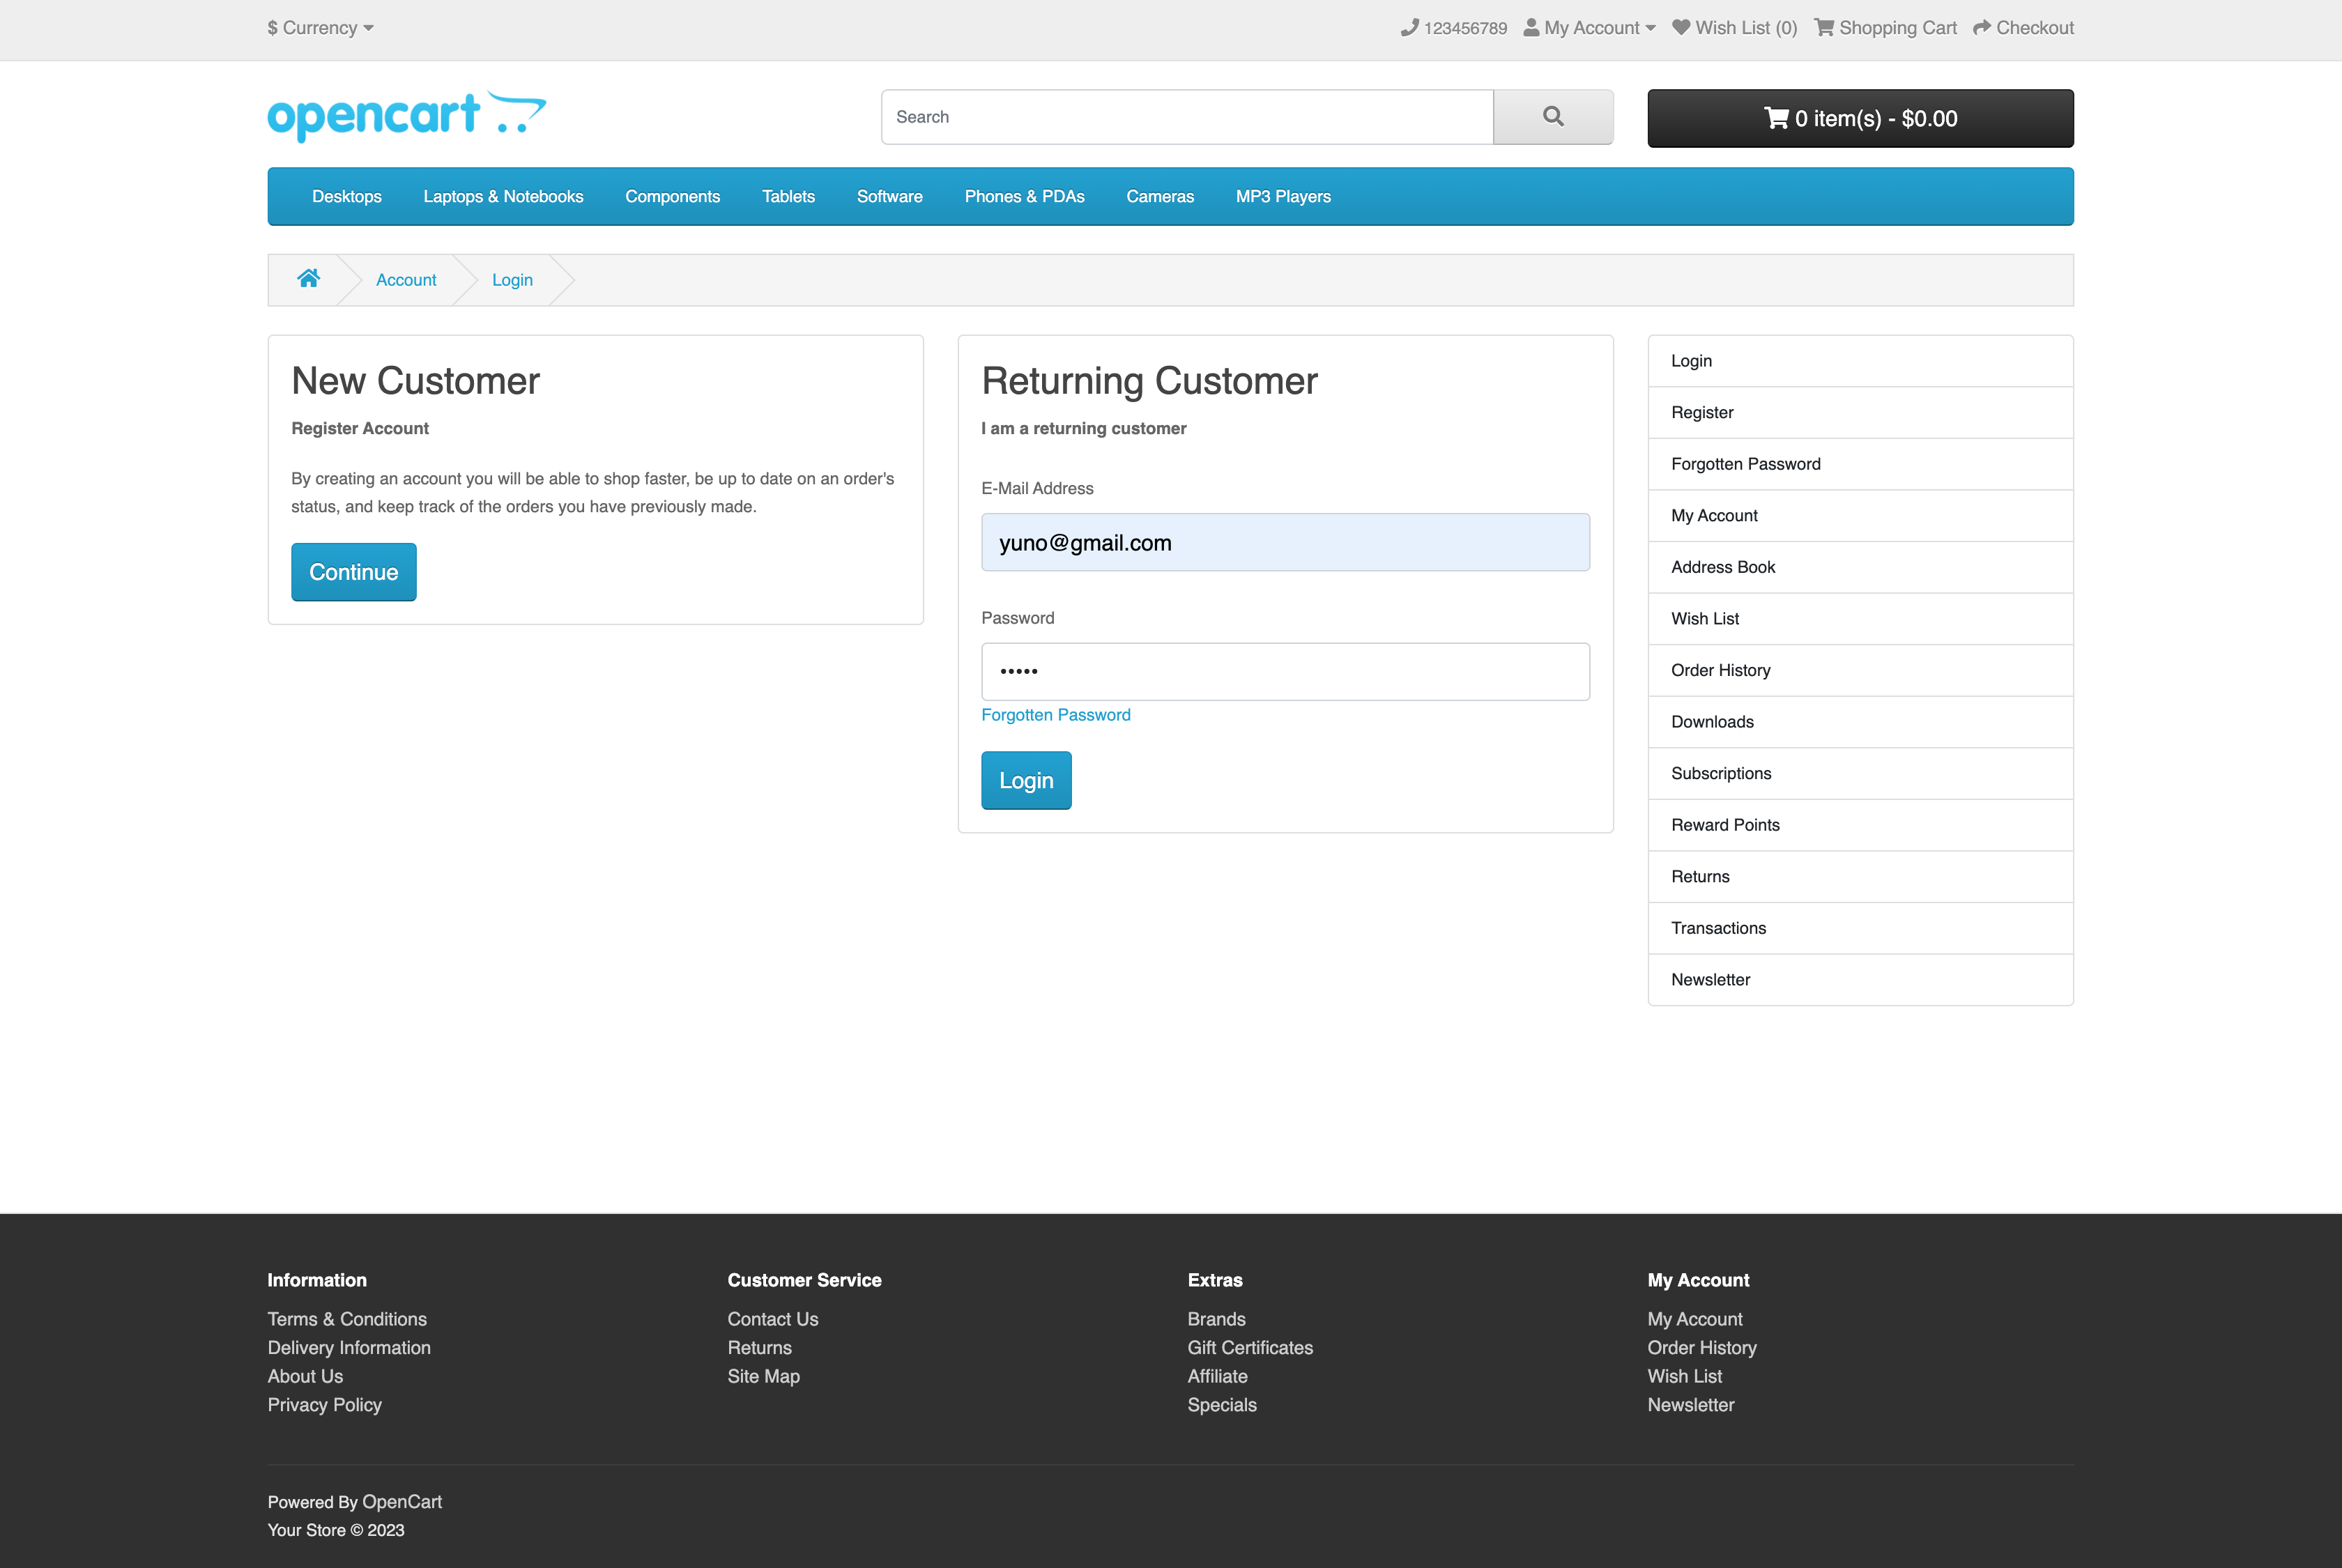 $ Currency
123456789 My Account Wish List (0) Shopping Cart Checkout
opencart
Search
0 item(s) - $0.00
Desktops Laptops & Notebooks Components Tablets Software Phones & PDAs Cameras MP3 Players
Account Login
New Customer
Register Account
By creating an account you will be able to shop faster, be up to date on an order's
status, and keep track of the orders you have previously made.
Continue
Returning Customer
I am a returning customer
E-Mail Address
yuno@gmail.com
Password
•••••
Forgotten Password
Login
Login
Register
Forgotten Password
My Account
Address Book
Wish List
Order History
Downloads
Subscriptions
Reward Points
Returns
Transactions
Newsletter
Information
Terms & Conditions
Delivery Information
About Us
Privacy Policy
Customer Service
Contact Us
Returns
Site Map
Extras
Brands
Gift Certificates
Affiliate
Specials
My Account
My Account
Order History
Wish List
Newsletter
Powered By OpenCart
Your Store © 2023